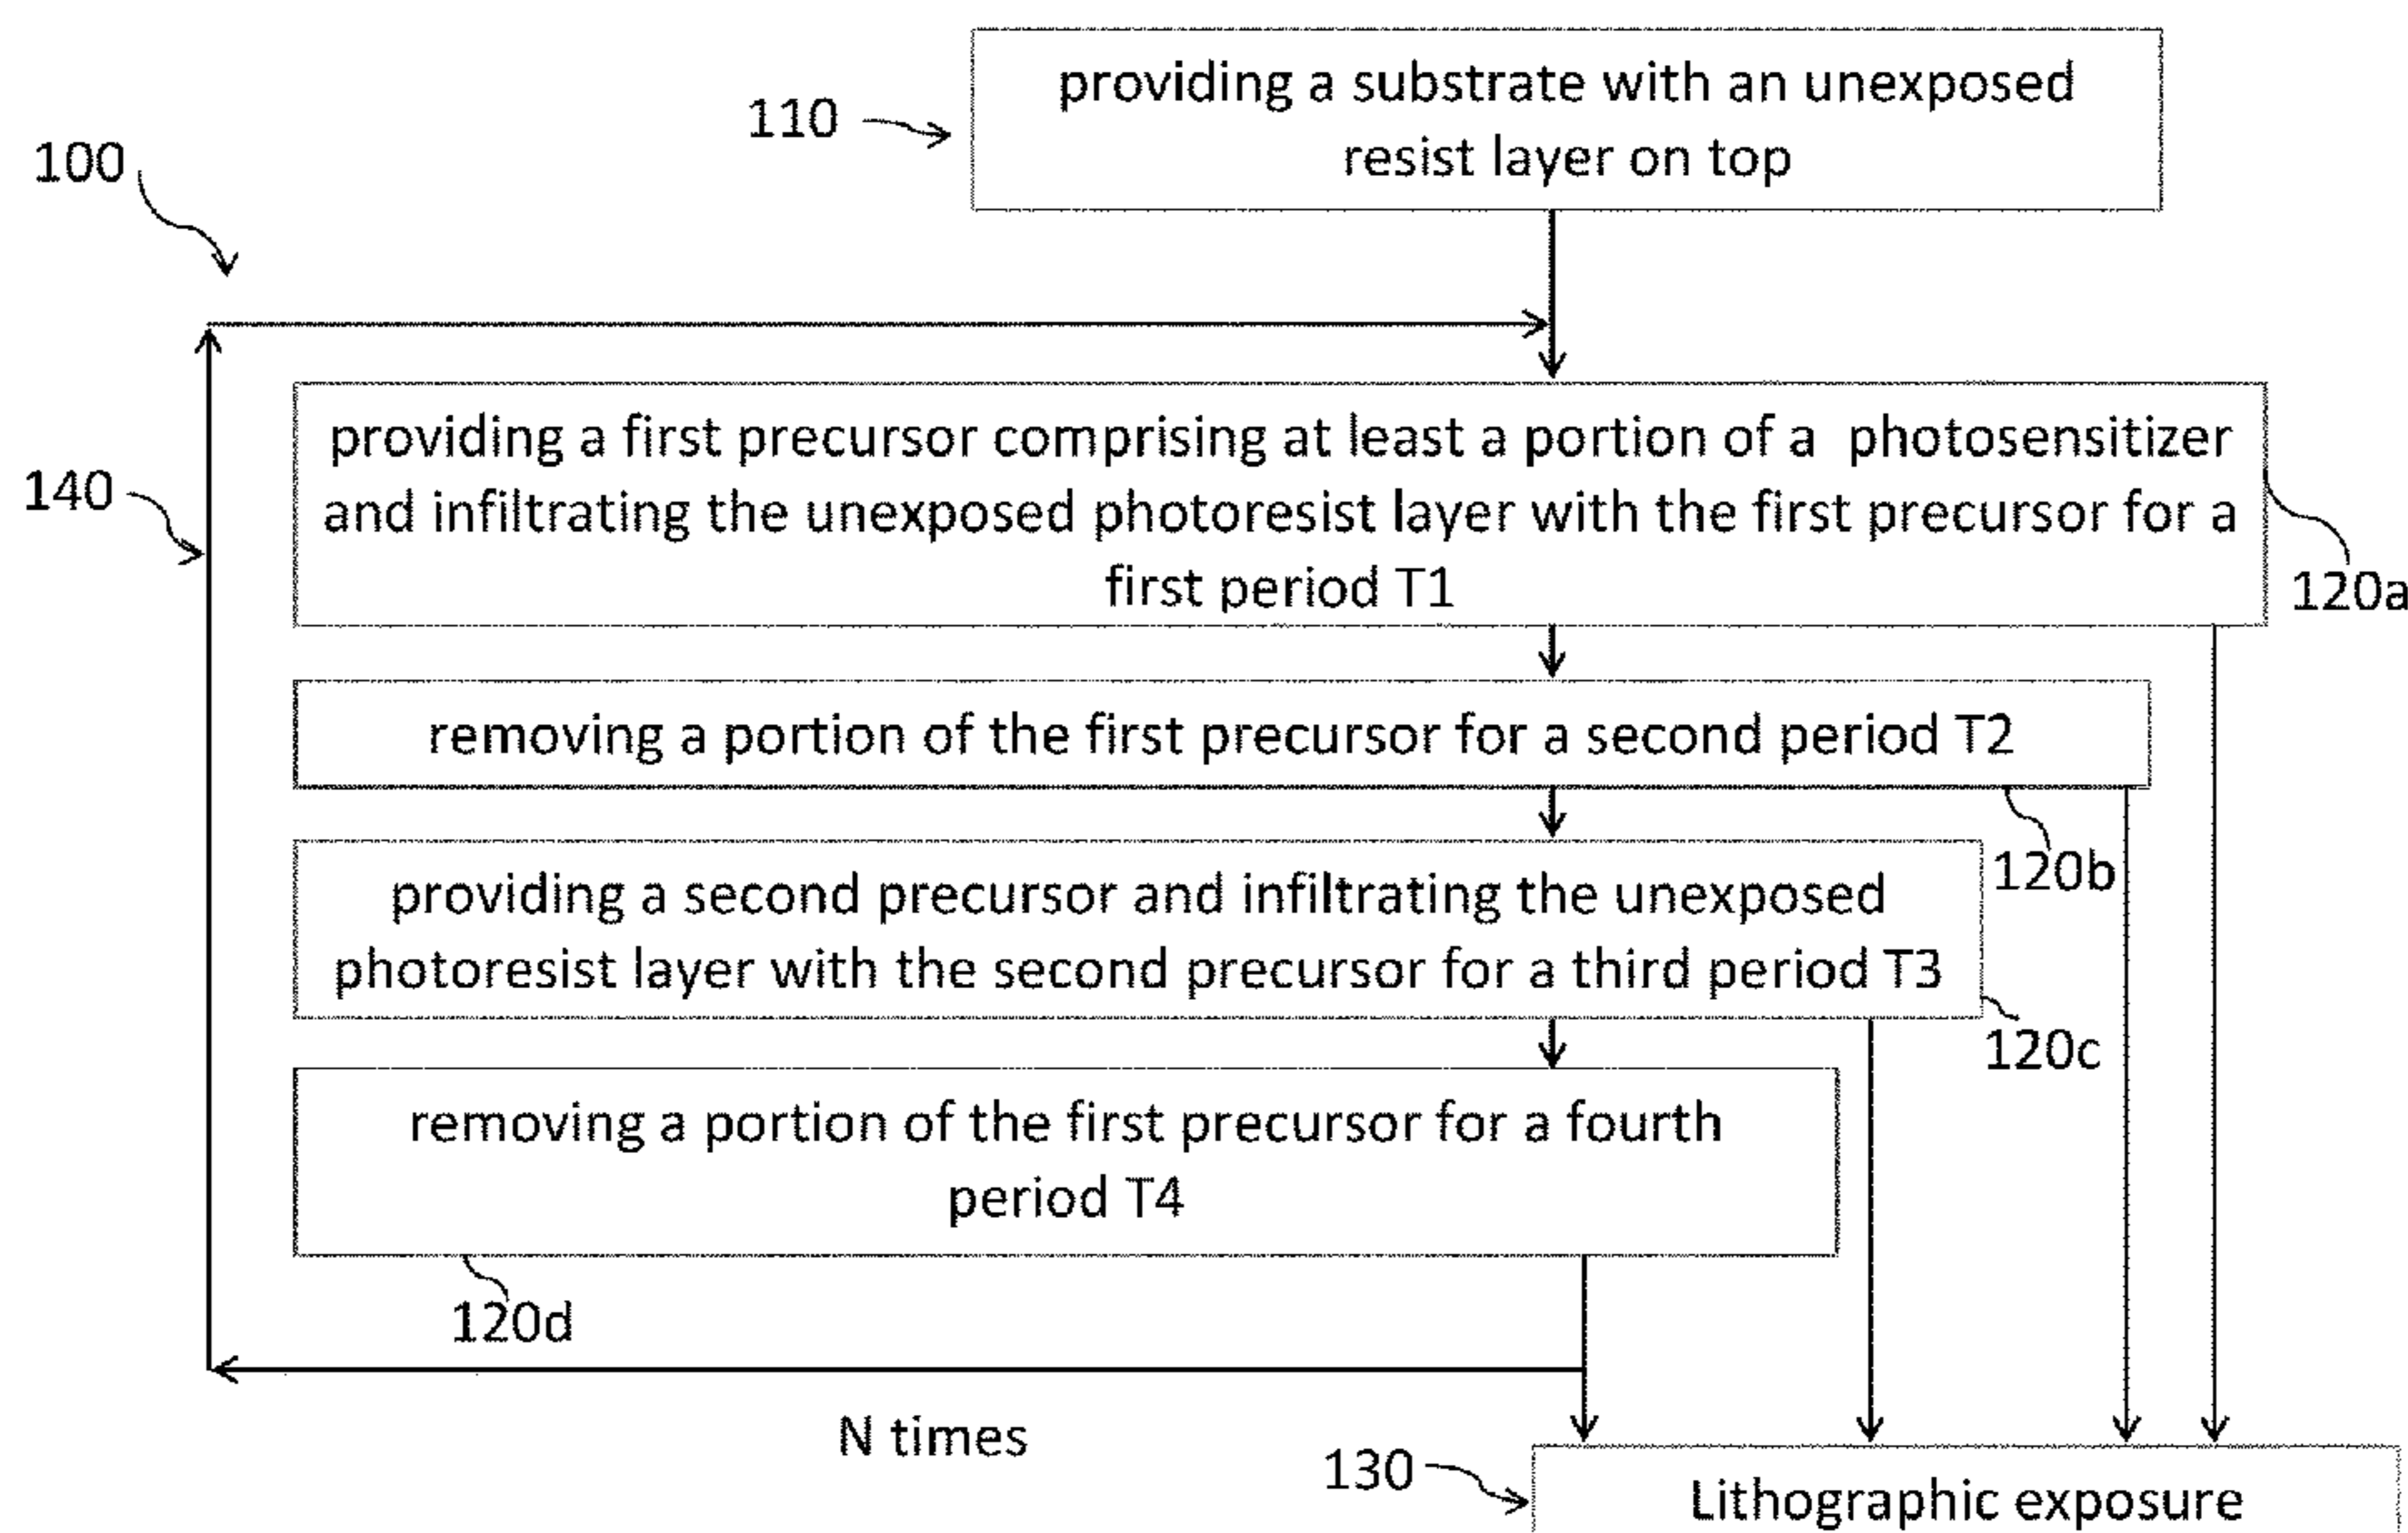 110
providing a substrate with an unexposed
resist layer on top
100
140
providing a first precursor comprising at least a portion of a photosensitizer
and infiltrating the unexposed photoresist layer with the first precursor for a
first period T1
120a
removing a portion of the first precursor for a second period T2
120b
providing a second precursor and infiltrating the unexposed
photoresist layer with the second precursor for a third period T3
120c
removing a portion of the first precursor for a fourth
period T4
120d
N times
130
Lithographic exposure